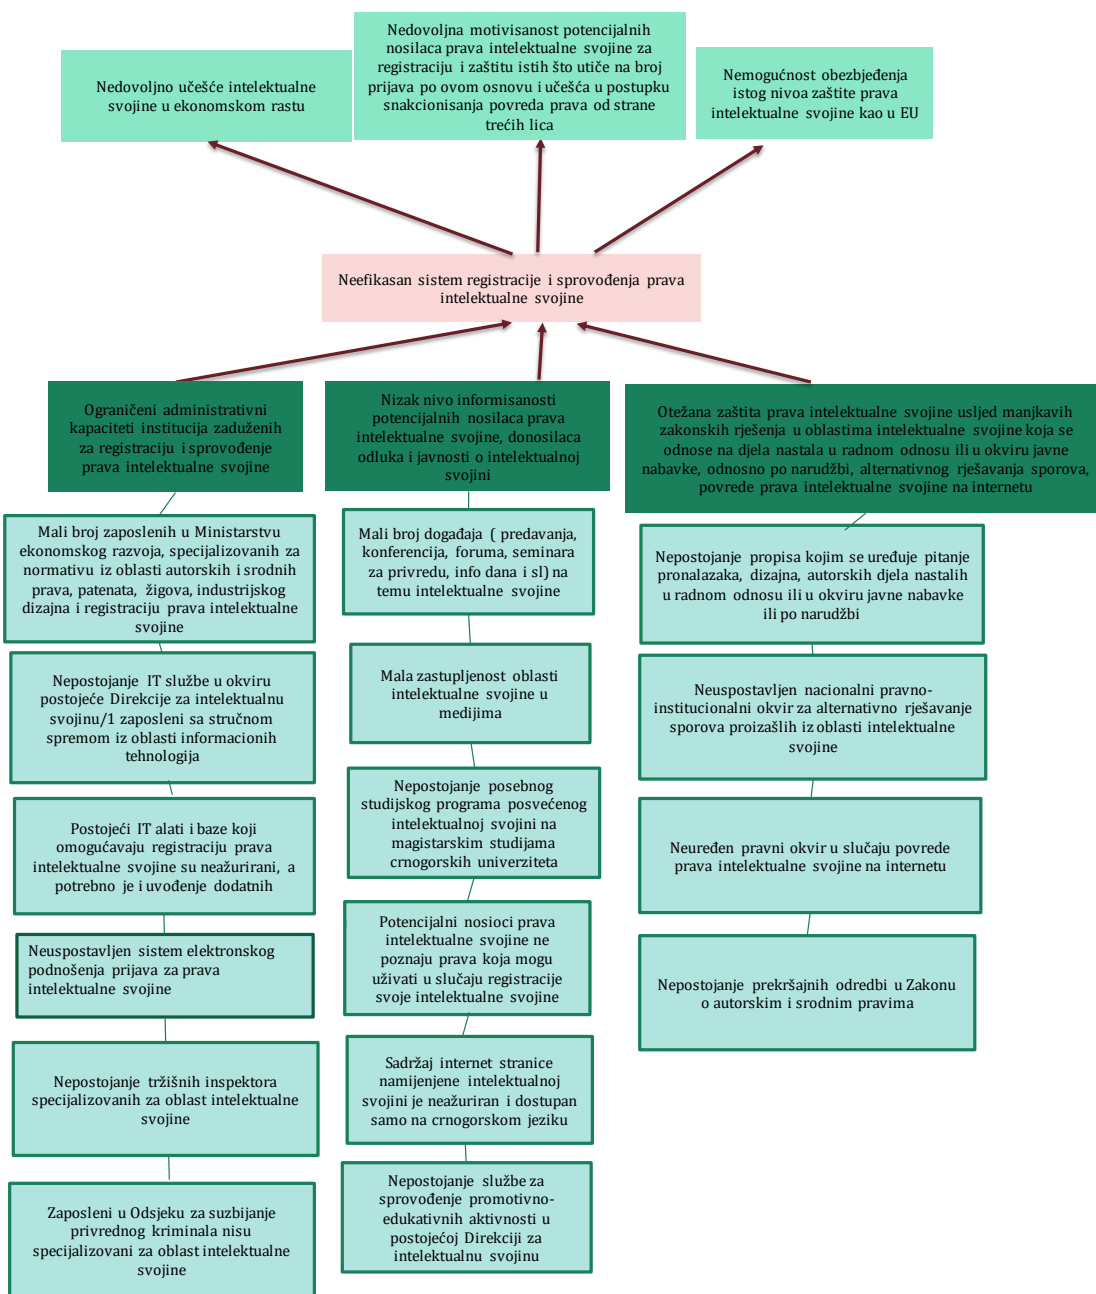 Nedovoljno učešće intelektualne
svojine u ekonomskom rastu
Nedovoljna motivisanost potencijalnih
nosilaca prava intelektualne svojine za
registraciju i zaštitu istih što utiče na broj
prijava po ovom osnovu i učešća u postupku
snakcionisanja povreda prava od strane
trećih lica
Nemogućnost obezbjeđenja
istog nivoa zaštite prava
intelektualne svojine kao u EU
Neefikasan sistem registracije i sprovođenja prava
intelektualne svojine
Ograničeni administrativni
kapaciteti institucija zaduženih
za registraciju i sprovođenje
prava intelektualne svojine
Nizak nivo informisanosti
potencijalnih nosilaca prava
intelektualne svojine, donosilaca
odluka i javnosti o intelektualnoj
svojini
Otežana zaštita prava intelektualne svojine usljed manjkavih
zakonskih rješenja u oblastima intelektualne svojine koja se
odnose na djela nastala u radnom odnosu ili u okviru javne
nabavke, odnosno po narudžbi, alternativnog rješavanja sporova,
povrede prava intelektualne svojine na internetu
Mali broj zaposlenih u Ministarstvu
ekonomskog razvoja, specijalizovanih za
normativu iz oblasti autorskih i srodnih
prava, patenata, žigova, industrijskog
dizajna i registraciju prava intelektualne
svojine
Nepostojanje IT službe u okviru
postojeće Direkcije za intelektualnu
svojinu/1 zaposleni sa stručnom
spremom iz oblasti informacionih
tehnologija
Postojeći IT alati i baze koji
omogućavaju registraciju prava
intelektualne svojine su neažurirani, a
potrebno je i uvođenje dodatnih
Neuspostavljen sistem elektronskog
podnošenja prijava za prava
intelektualne svojine
Nepostojanje tržišnih inspektora
specijalizovanih za oblast intelektualne
svojine
Zaposleni u Odsjeku za suzbijanje
privrednog kriminala nisu
specijalizovani za oblast intelektualne
svojine
Mali broj događaja ( predavanja,
konferencija, foruma, seminara
za privredu, info dana i sl) na
temu intelektualne svojine
Mala zastupljenost oblasti
intelektualne svojine u
medijima
Nepostojanje posebnog
studijskog programa posvećenog
intelektualnoj svojini na
magistarskim studijama
crnogorskih univerziteta
Potencijalni nosioci prava
intelektualne svojine ne
poznaju prava koja mogu
uživati u slučaju registracije
svoje intelektualne svojine
Sadržaj internet stranice
namijenjene intelektualnoj
svojini je neažuriran i dostupan
samo na crnogorskom jeziku
Nepostojanje službe za
sprovođenje promotivno-
edukativnih aktivnosti u
postojećoj Direkciji za
intelektualnu svojinu
Nepostojanje propisa kojim se uređuje pitanje
pronalazaka, dizajna, autorskih djela nastalih
u radnom odnosu ili u okviru javne nabavke
ili po narudžbi
Neuspostavljen nacionalni pravno-
institucionalni okvir za alternativno rješavanje
sporova proizašlih iz oblasti intelektualne
svojine
Neuređen pravni okvir u slučaju povrede
prava intelektualne svojine na internetu
Nepostojanje prekršajnih odredbi u Zakonu
o autorskim i srodnim pravima